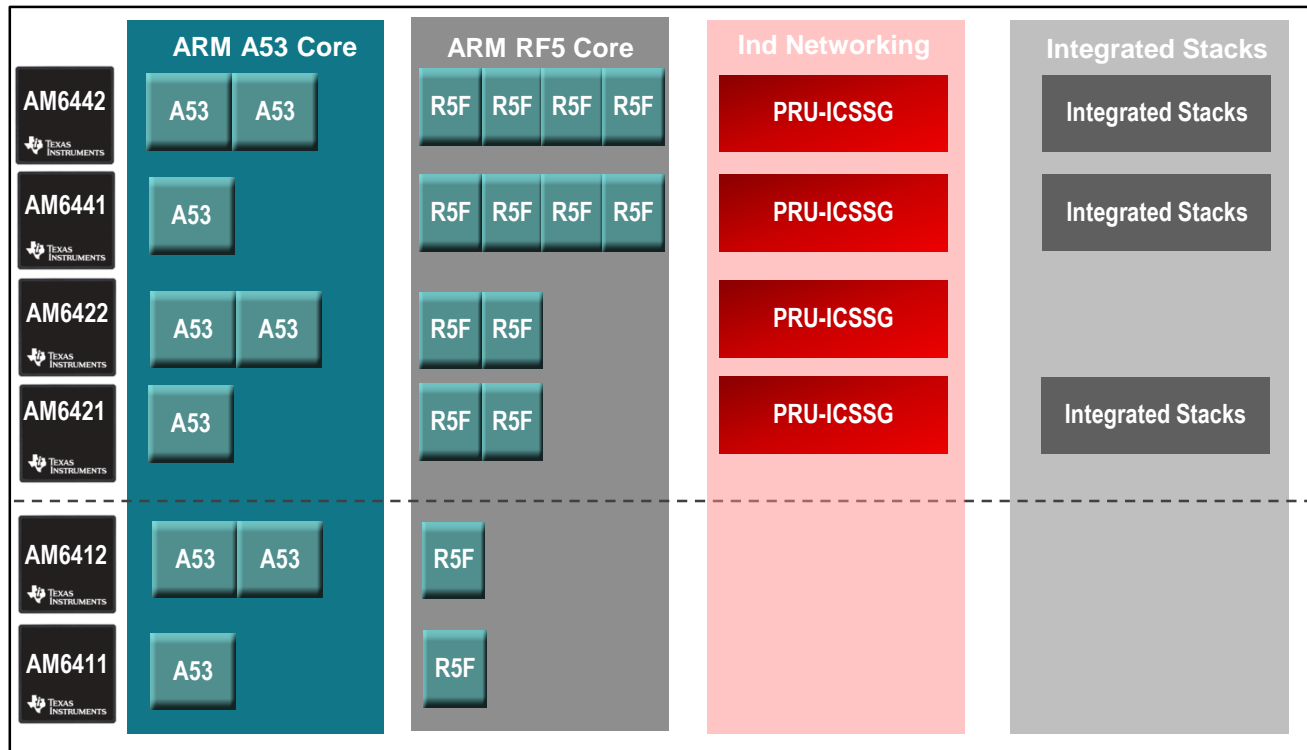 ARM A53 Core
ARM RF5 Core
Ind Networking
Integrated Stacks
AM6442
TEXAS
INSTRUMENTS
A53
A53
R5F
R5F
R5F
R5F
PRU-ICSSG
Integrated Stacks
AM6441
TEXAS
INSTRUMENTS
A53
R5F
R5F
R5F
R5F
PRU-ICSSG
Integrated Stacks
AM6422
TEXAS
INSTRUMENTS
A53
A53
R5F
R5F
PRU-ICSSG
AM6421
TEXAS
INSTRUMENTS
A53
R5F
R5F
PRU-ICSSG
Integrated Stacks
AM6412
TEXAS
INSTRUMENTS
A53
A53
R5F
AM6411
TEXAS
INSTRUMENTS
A53
R5F